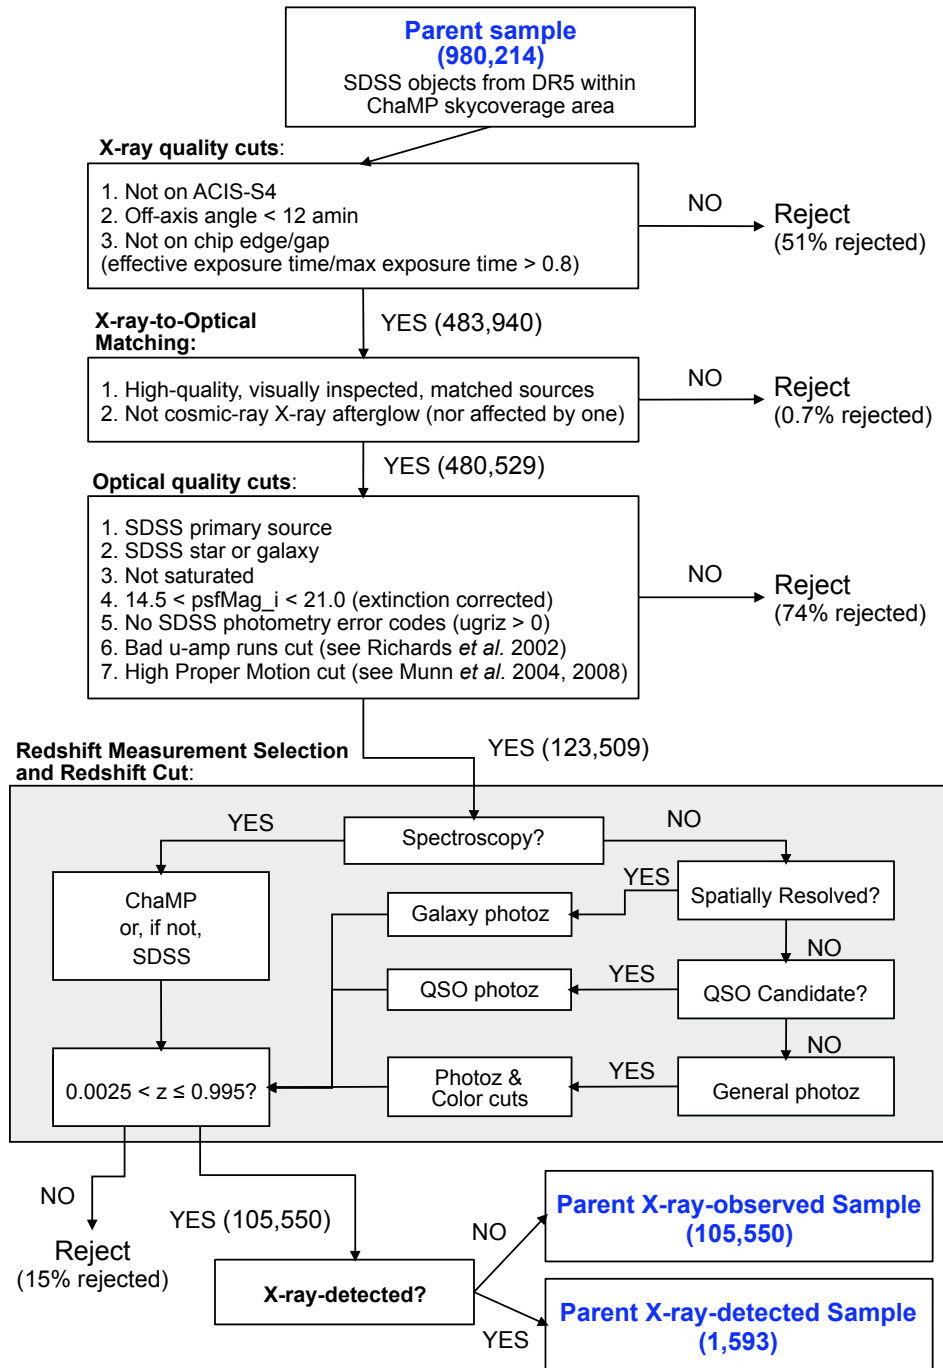 Parent sample
(980,214)
SDSS objects from DR5 within
ChaMP skycoverage area
X-ray quality cuts:
1. Not on ACIS-S4
2. Off-axis angle < 12 amin
3. Not on chip edge/gap
(effective exposure time/max exposure time > 0.8)
NO
Reject
(51% rejected)
YES (483,940)
X-ray-to-Optical
Matching:
1. High-quality, visually inspected, matched sources
2. Not cosmic-ray X-ray afterglow (nor affected by one)
NO
Reject
(0.7% rejected)
YES (480,529)
Optical quality cuts:
1. SDSS primary source
2. SDSS star or galaxy
3. Not saturated
4. 14.5 < psfMag_i < 21.0 (extinction corrected)
5. No SDSS photometry error codes (ugriz > 0)
6. Bad u-amp runs cut (see Richards et al. 2002)
7. High Proper Motion cut (see Munn et al. 2004, 2008)
NO
Reject
(74% rejected)
YES (123,509)
Redshift Measurement Selection
and Redshift Cut:
YES
Spectroscopy?
NO
ChaMP
or, if not,
SDSS
Galaxy photoz
YES
Spatially Resolved?
NO
QSO photoz
YES
QSO Candidate?
NO
0.0025 < z ≤ 0.995?
Photoz &
Color cuts
YES
General photoz
NO
Reject
(15% rejected)
YES (105,550)
X-ray-detected?
NO
Parent X-ray-observed Sample
(105,550)
YES
Parent X-ray-detected Sample
(1,593)